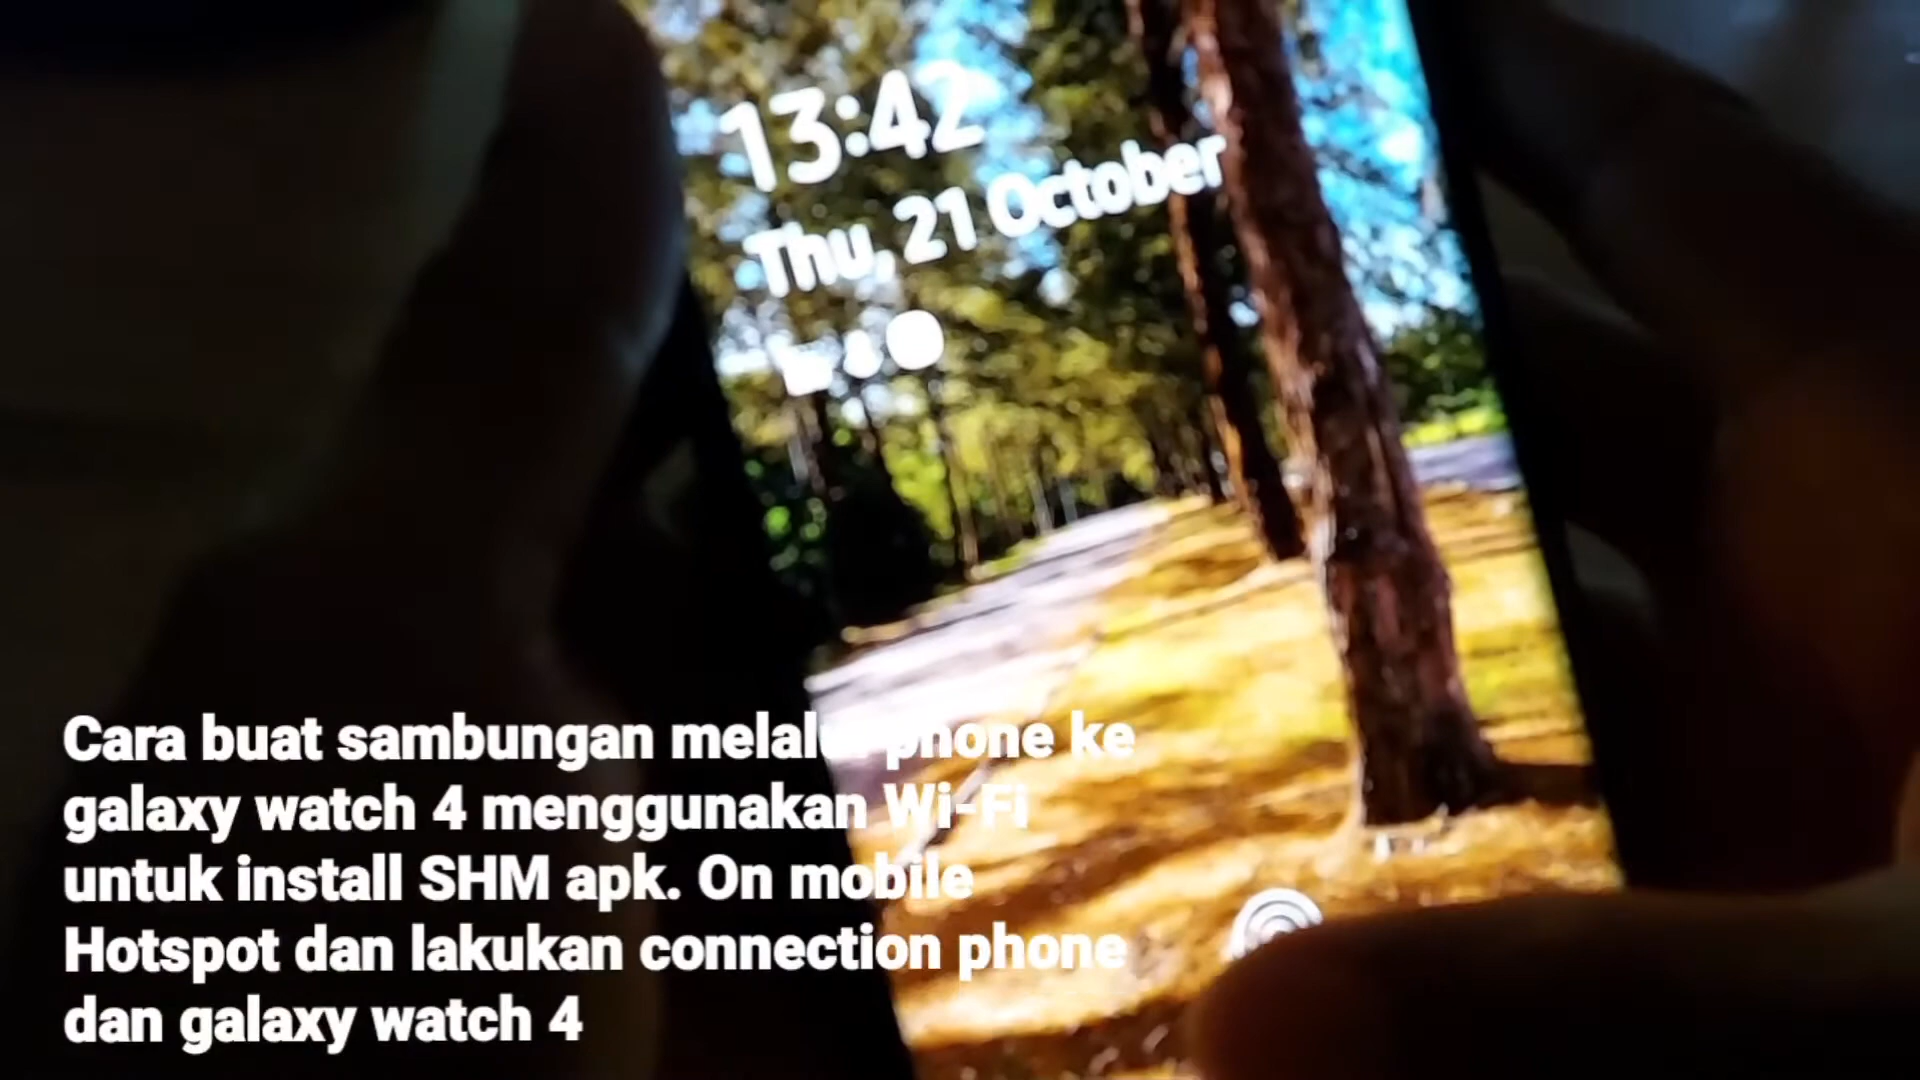 13:42
Thu, 21 October
Cara buat sambungan melalui phone ke
galaxy watch 4 menggunakan Wi-Fi
untuk install SHM apk. On mobile
Hotspot dan lakukan connection phone
dan galaxy watch 4